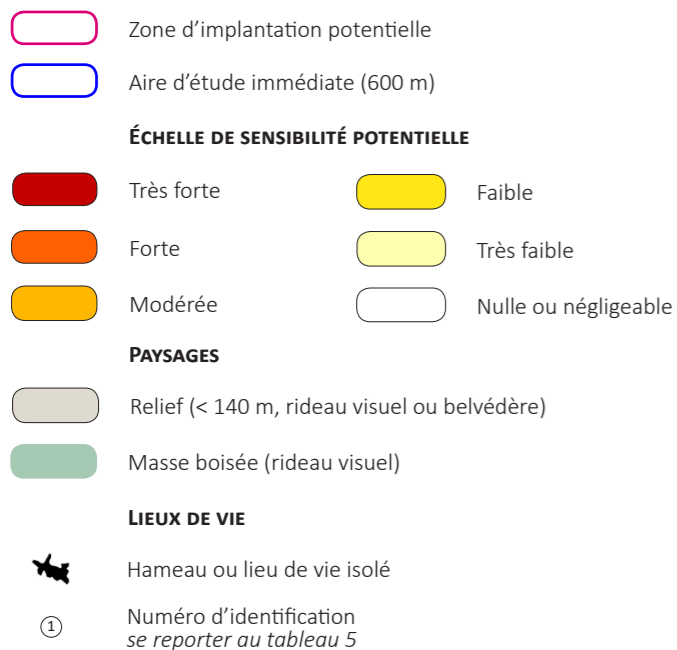 Zone d’implantation potentielle
Aire d’étude immédiate (600 m)
ÉCHELLE DE SENSIBILITÉ POTENTIELLE
Très forte
Faible
Forte
Très faible
Modérée
Nulle ou négligeable
PAYSAGES
Relief (< 140 m, rideau visuel ou belvédère)
Masse boisée (rideau visuel)
LIEUX DE VIE
Hameau ou lieu de vie isolé
1
Numéro d’identification
se reporter au tableau 5